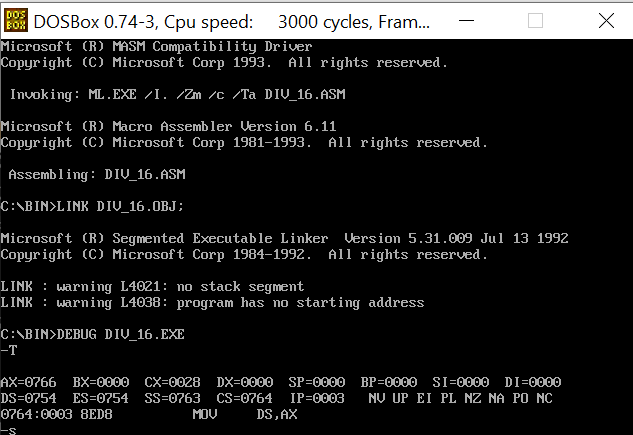 DOSBox 0.74-3, Cpu speed: 3000 cycles, Fram...
Microsoft (R) MASM Compatibility Driver
Copyright (C) Microsoft Corp 1993.  All rights reserved.
Invoking: ML.EXE /I. /Zm /c /Ta DIV_16.ASM
Microsoft (R) Macro Assembler Version 6.11
Copyright (C) Microsoft Corp 1981-1993.  All rights reserved.
Assembling: DIV_16.ASM
C:\BIN>LINK DIV_16.OBJ;
Microsoft (R) Segmented Executable Linker  Version 5.31.009 Jul 13 1992
Copyright (C) Microsoft Corp 1984-1992.  All rights reserved.
LINK : warning L4021: no stack segment
LINK : warning L4038: program has no starting address
C:\BIN>DEBUG DIV_16.EXE
-T
AX=0766  BX=0000  CX=0028  DX=0000  SP=0000  BP=0000  SI=0000  DI=0000
DS=0754  ES=0754  SS=0763  CS=0764  IP=0003   NV UP EI PL NZ NA PO NC
0764:0003 8ED8          MOV     DS,AX
-s